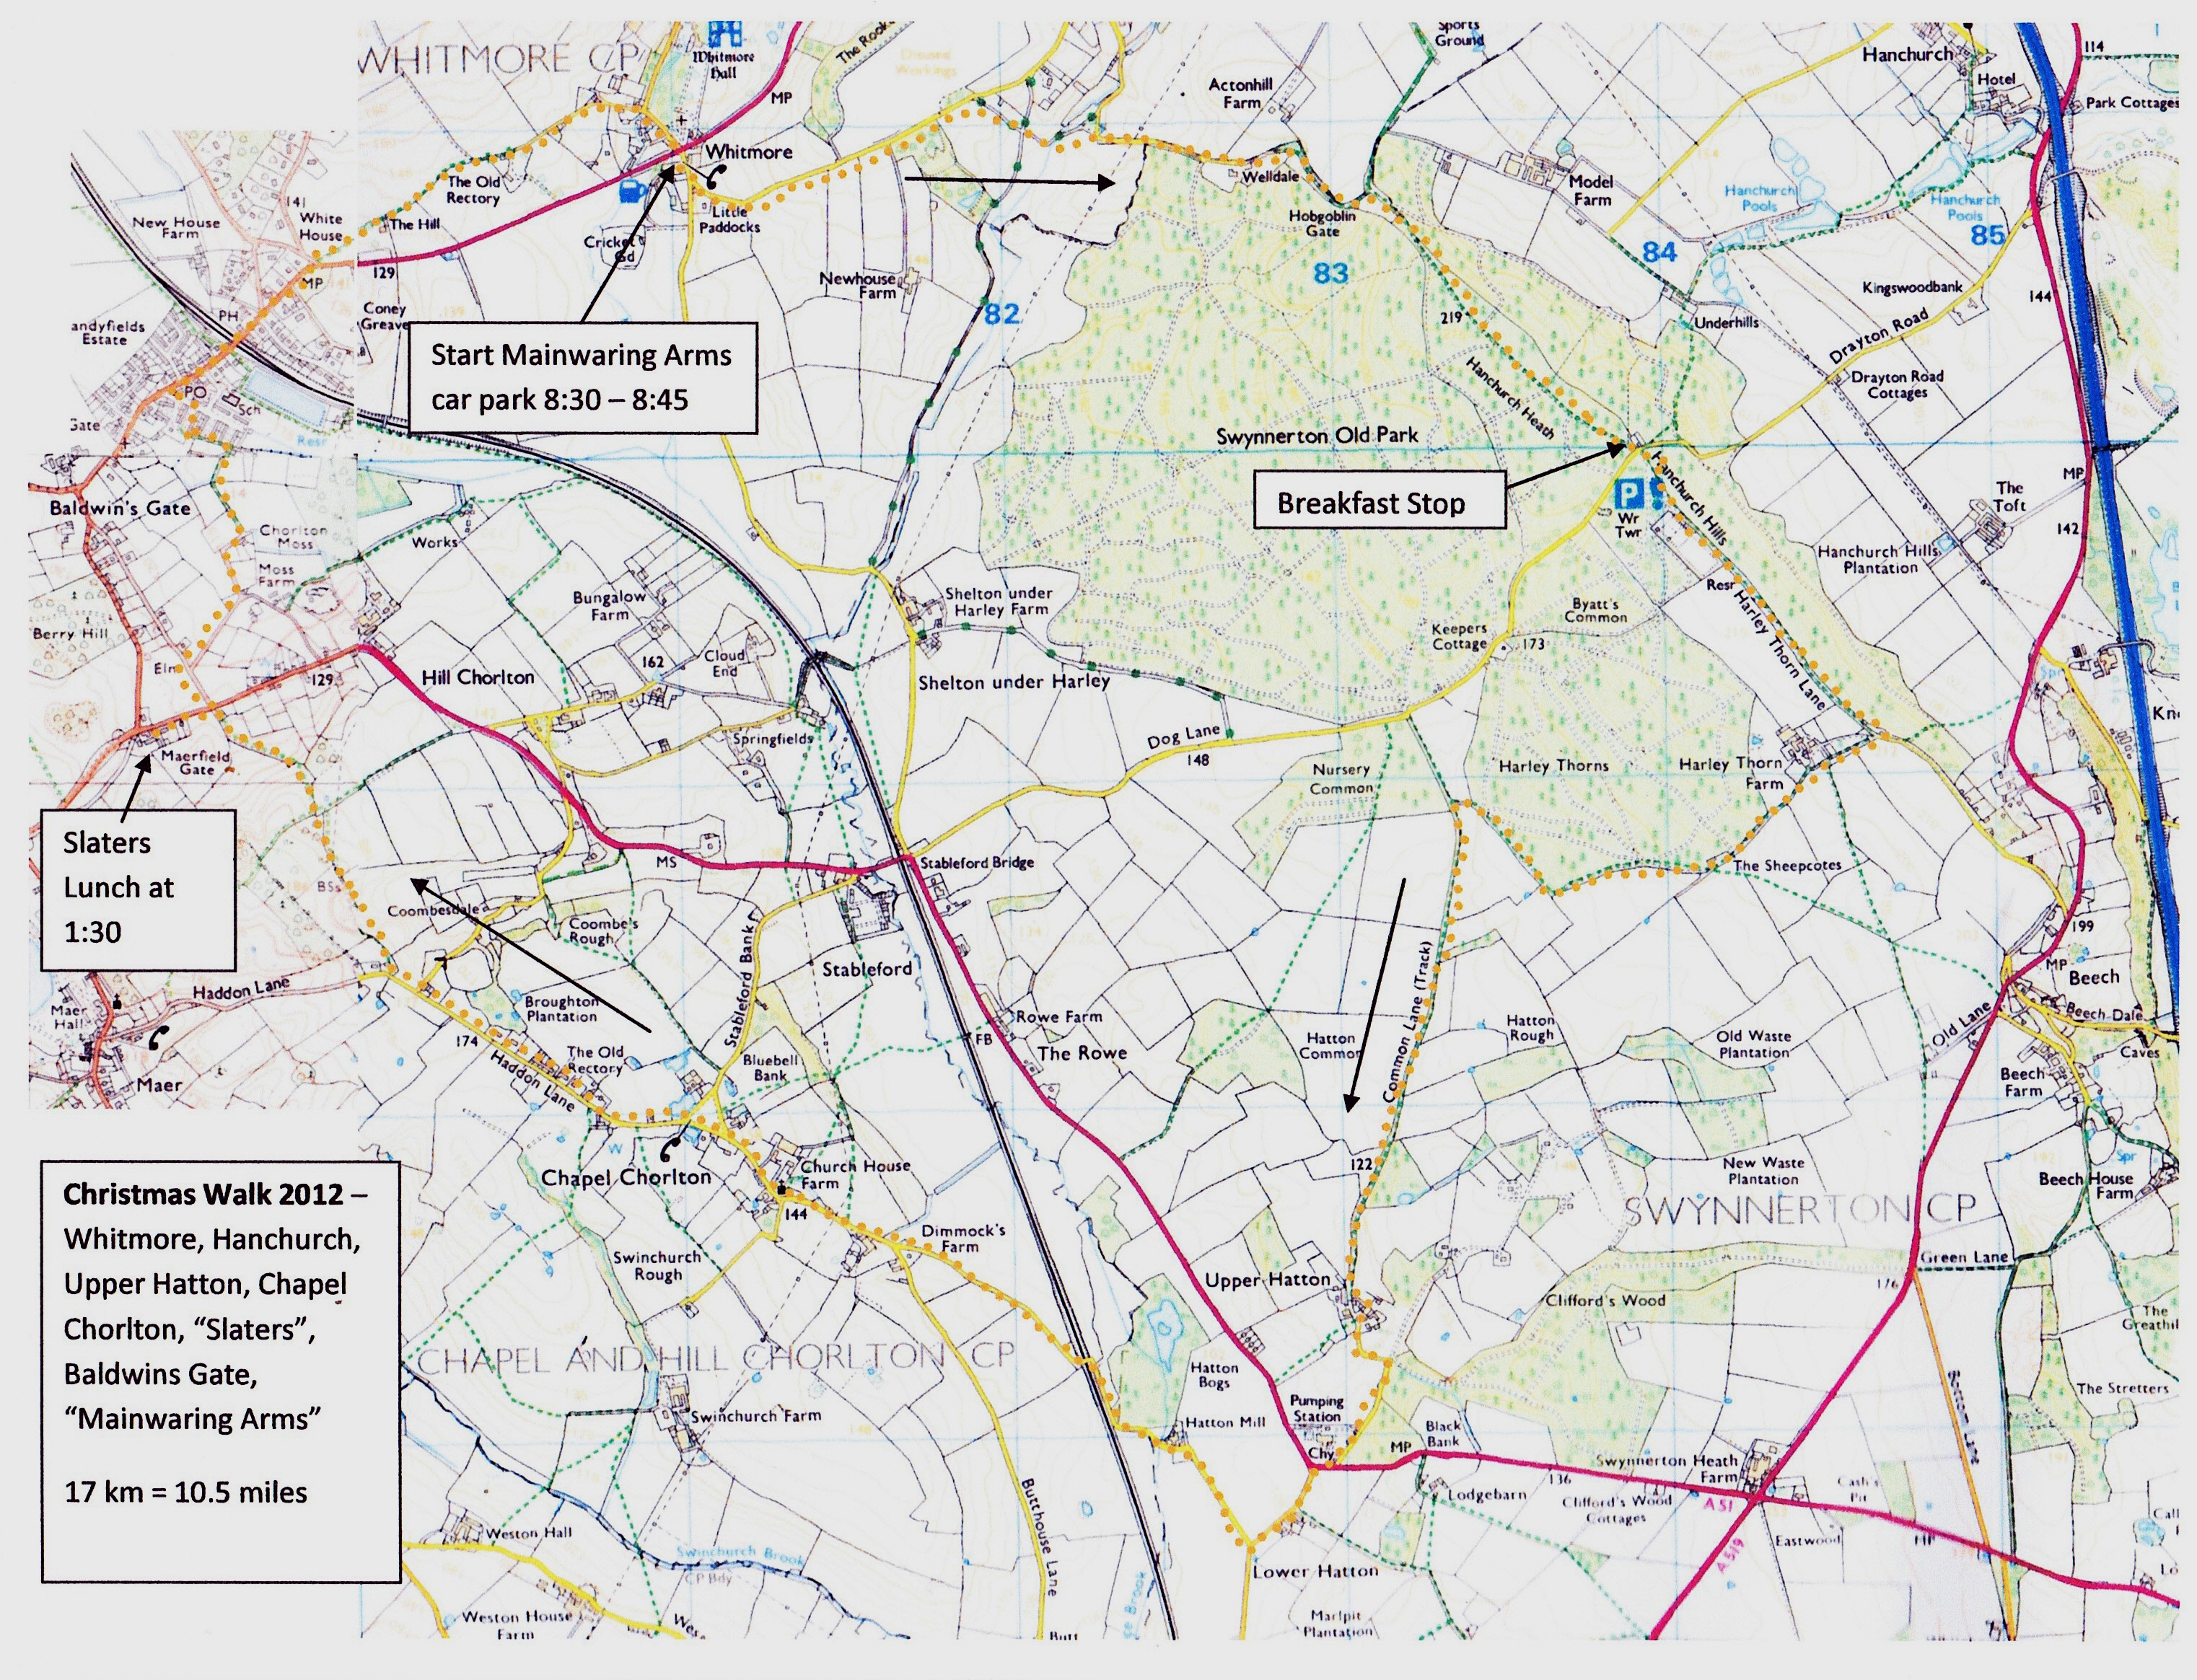 WHITMORE CP
Whitmore
Hall
The Rook
Disused
Workings
MP
Sports
Ground
Actonhill
Farm
Hanchurch
Hotel
114
Park Cottages
Whitmore
The Old
Rectory
141
White
House
New House
Farm
The Hill
Little
Paddocks
Cricket
Gd
Welldale
Hobgoblin
Gate
Model
Farm
Hanchurch
Pools
Hanchurch
Pools
82
83
84
85
129
MP
Coney
Greave
Newhouse
Farm
219
Kingswoodbank
144
Underhills
Drayton Road
Drayton Road
Cottages
andyfields
Estate
PH
PO
Sch
Resr
Start Mainwaring Arms
car park 8:30 – 8:45
Hanchurch Heath
Swynnerton Old Park
Breakfast Stop
Hanchurch Hills
P
Wr
Twr
MP
The
Toft
142
Hanchurch Hills
Plantation
Baldwin's Gate
Chorlton
Moss
Moss
Farm
Works
Berry Hill
Bungalow
Farm
Shelton under
Harley Farm
Resr
Harley Thorn Lane
Byatt's
Common
Keepers
Cottage
173
162
Cloud
End
129
Hill Chorlton
Shelton under Harley
Springfields
Dog Lane
148
Maerfield
Gate
Nursery
Common
Harley Thorns
Harley Thorn
Farm
Slaters
Lunch at
1:30
MS
Stableford Bridge
The Sheepcotes
BSs
Coombesdale
Coombe's
Rough
Stableford Bank
Stableford
199
MP
Beech
Haddon Lane
Maer
Hall
Maer
Broughton
Plantation
174
Haddon Lane
The Old
Rectory
Bluebell
Bank
FB
Rowe Farm
The Rowe
Hatton
Common
Common Lane (Track)
Hatton
Rough
Old Waste
Plantation
Old Lane
Beech Dale
Caves
Beech
Farm
Christmas Walk 2012 –
Whitmore, Hanchurch,
Upper Hatton, Chapel
Chorlton, “Slaters”,
Baldwins Gate,
“Mainwaring Arms”
17 km = 10.5 miles
W
Chapel Chorlton
Church House
Farm
144
122
New Waste
Plantation
SWYNNERTON CP
Spr
Beech House
Farm
Swinchurch
Rough
Dimmock's
Farm
Upper Hatton
Green Lane
176
Clifford's Wood
The
Greathil
CHAPEL AND HILL CHORLTON CP
Hatton
Bogs
Swinchurch Farm
Hatton Mill
Pumping
Station
Chy
MP
Black
Bank
The Stretters
136
Swynnerton Heath
Farm
A 51
Lodgebarn
Clifford's Wood
Cottages
Cash's
Pit
Eastwood
MP
A 519
Weston Hall
Swinchurch Brook
CP Bdy
Butthouse Lane
Lower Hatton
Weston House
Farm
Marlpit
Plantation